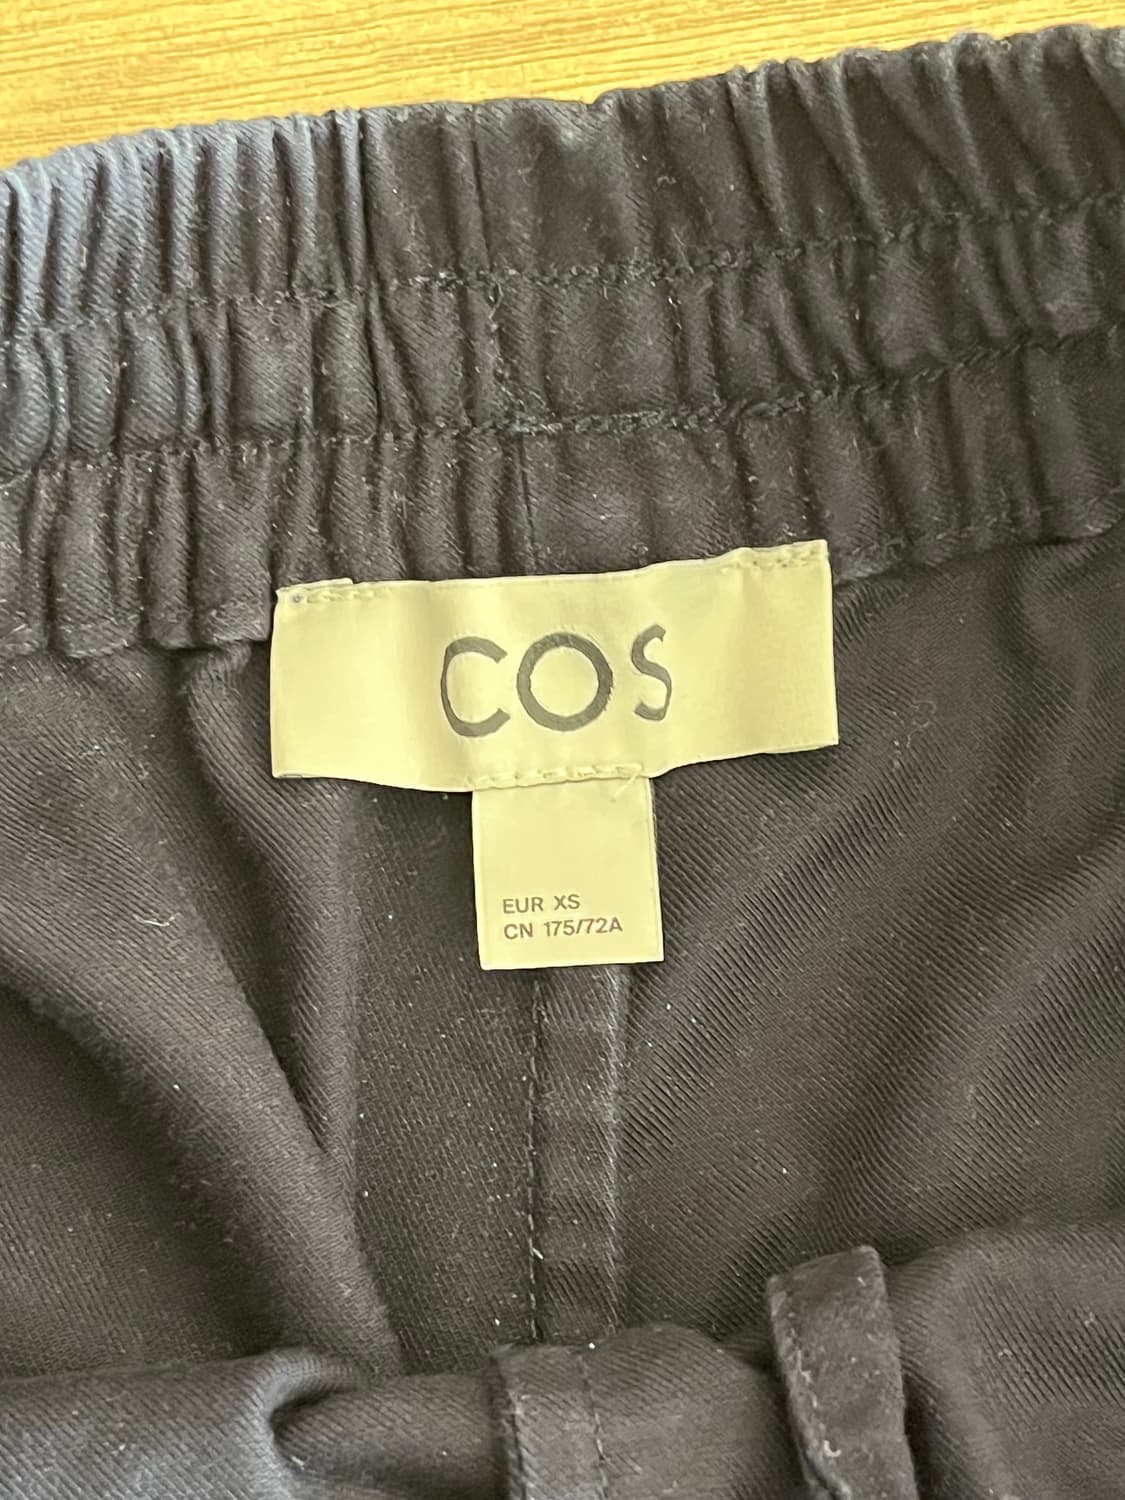 COS
EUR XS
CN 175/72A